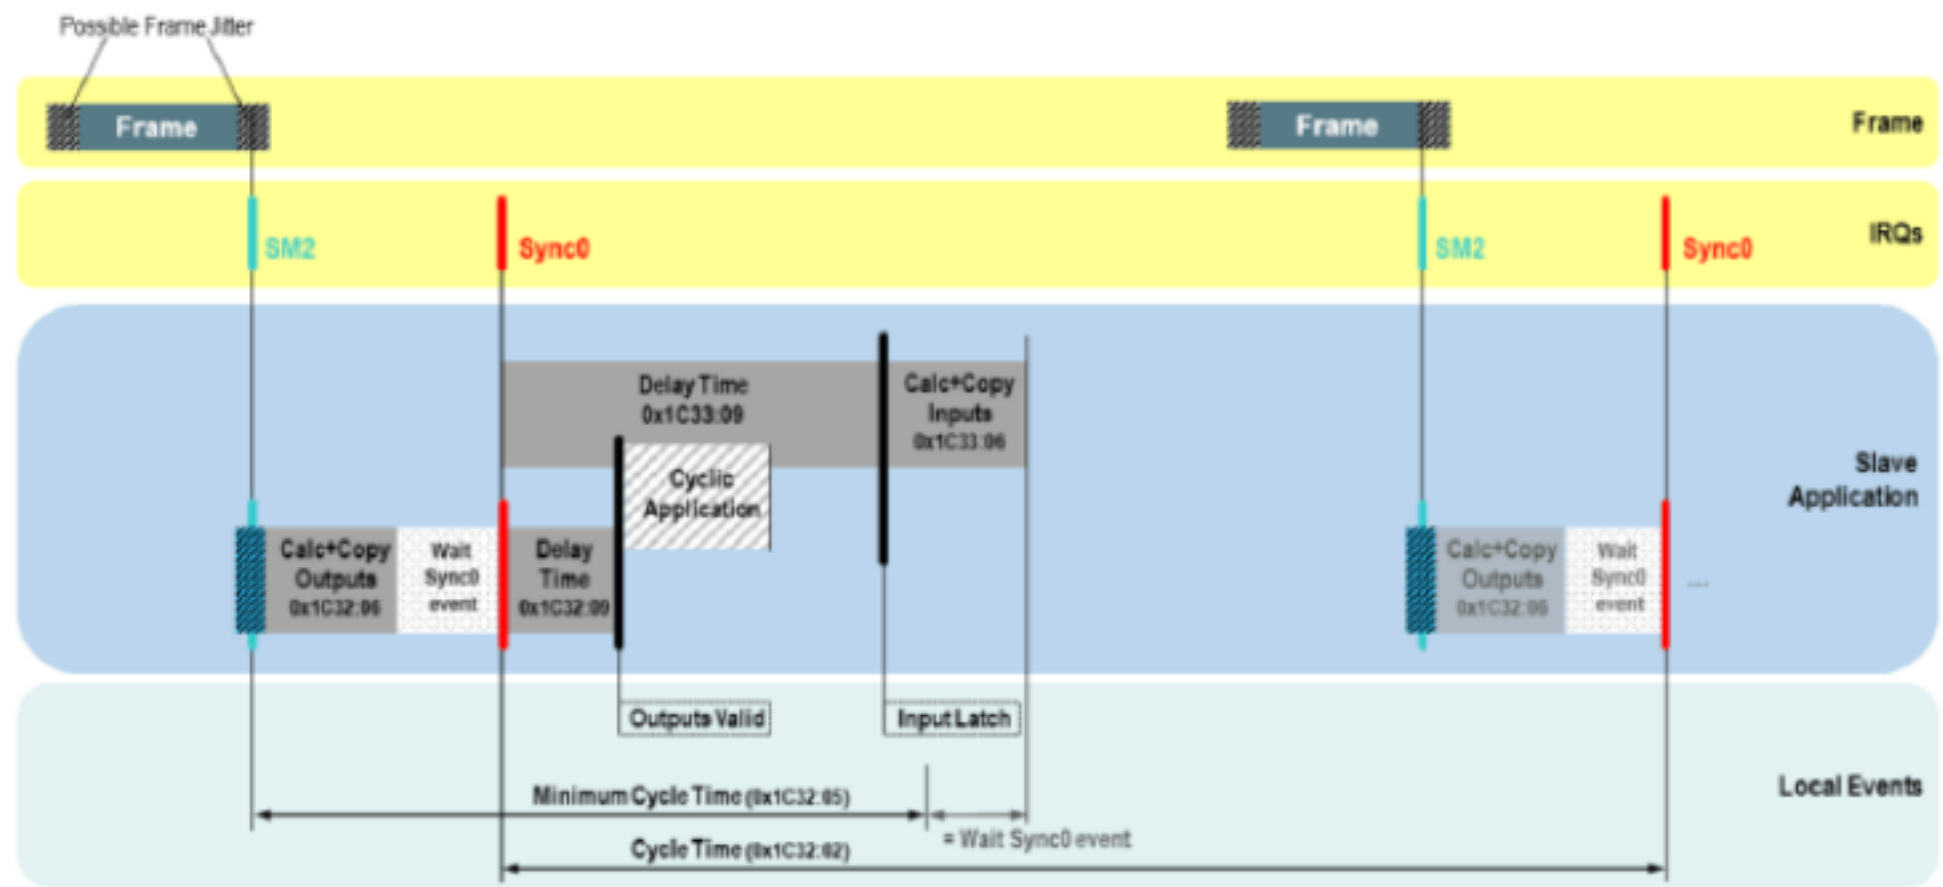 Possible Frame Jitter
Frame
Frame
Frame
SM2
Sync0
SM2
Sync0
IRQs
Delay Time
0x1C33:09
Calc+Copy
Inputs
0x1C33:06
Cyclic
Application
Slave
Application
Calc+Copy
Outputs
0x1C32:06
Wait
Sync0
event
Delay
Time
0x1C32:09
Calc+Copy
Outputs
0x1C32:06
Wait
Sync0
event
...
Outputs Valid
Input Latch
Minimum Cycle Time (0x1C32:05)
Local Events
= Wait Sync0 event
Cycle Time (0x1C32:02)